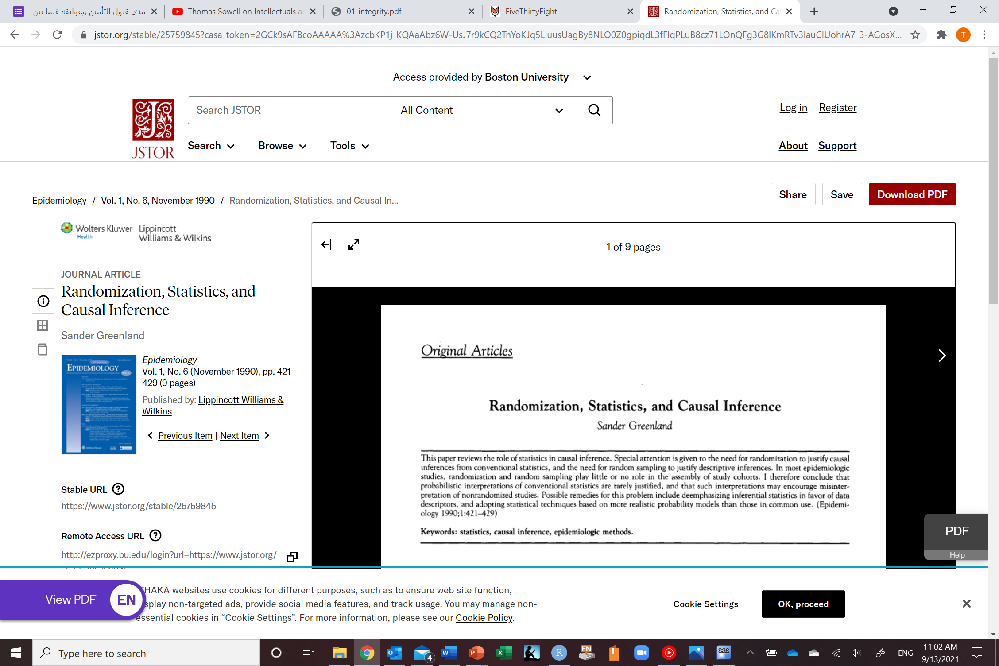 مدى قبول التأمين وعوائقه فيما بين
Thomas Sowell on Intellectuals ar
01-integrity.pdf
FiveThirtyEight
Randomization, Statistics, and Ca
jstor.org/stable/25759845?casa_token=2GCk9sAFBcoAAAAA%3AzcbKP1j_KQAaAbz6W-UsJ7r9kCQ2TnYoKJq5LluusUagBy8NLO0Z0gpiqdL3fFIqPLuB8cz71LOnQFg3G8lKmRTv3IauCIUohrA7_3-AGosX...
T
Access provided by Boston University
Search JSTOR
All Content
Log in
Register
JSTOR
Search
Browse
Tools
About
Support
Epidemiology / Vol. 1, No. 6, November 1990 / Randomization, Statistics, and Causal In...
Share
Save
Download PDF
Wolters Kluwer
Health
Lippincott
Williams & Wilkins
1 of 9 pages
JOURNAL ARTICLE
Randomization, Statistics, and
Causal Inference
Sander Greenland
EPIDEMIOLOGY
Epidemiology
Vol. 1, No. 6 (November 1990), pp. 421-
429 (9 pages)
Published by: Lippincott Williams &
Wilkins
Previous Item | Next Item
Stable URL
https://www.jstor.org/stable/25759845
Remote Access URL
http://ezproxy.bu.edu/login?url=https://www.jstor.org/
Original Articles
Randomization, Statistics, and Causal Inference
Sander Greenland
This paper reviews the role of statistics in causal inference. Special attention is given to the need for randomization to justify causal
inferences from conventional statistics, and the need for random sampling to justify descriptive inferences. In most epidemiologic
studies, randomization and random sampling play little or no role in the assembly of study cohorts. I therefore conclude that
probabilistic interpretations of conventional statistics are rarely justified, and that such interpretations may encourage misinter-
pretation of nonrandomized studies. Possible remedies for this problem include deemphasizing inferential statistics in favor of data
descriptors, and adopting statistical techniques based on more realistic probability models than those in common use. (Epidemi-
ology 1990;1:421–429)
Keywords: statistics, causal inference, epidemiologic methods.
PDF
Help
View PDF
EN
THAKA websites use cookies for different purposes, such as to ensure web site function,
splay non-targeted ads, provide social media features, and track usage. You may manage non-
essential cookies in “Cookie Settings”. For more information, please see our Cookie Policy.
Cookie Settings
OK, proceed
Type here to search
4
EN
sas
ENG
11:02 AM
9/13/2021